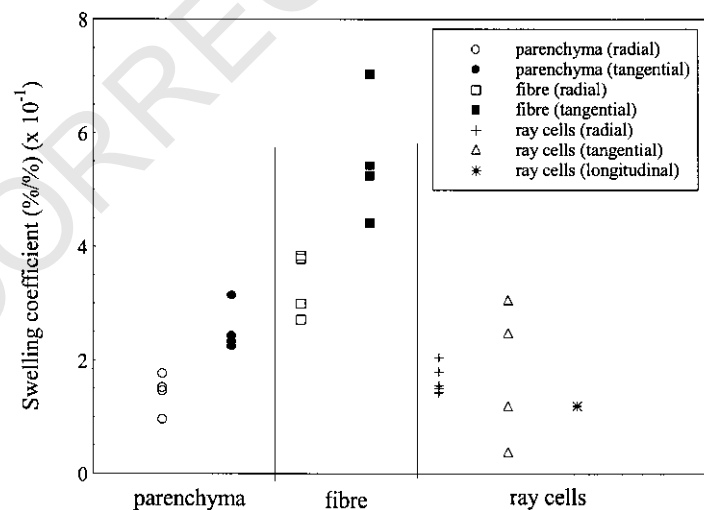 CORREC
8
6
4
2
0
Swelling coefficient (%/%) (x 10⁻¹)
parenchyma (radial)
parenchyma (tangential)
fibre (radial)
fibre (tangential)
ray cells (radial)
ray cells (tangential)
ray cells (longitudinal)
parenchyma
fibre
ray cells